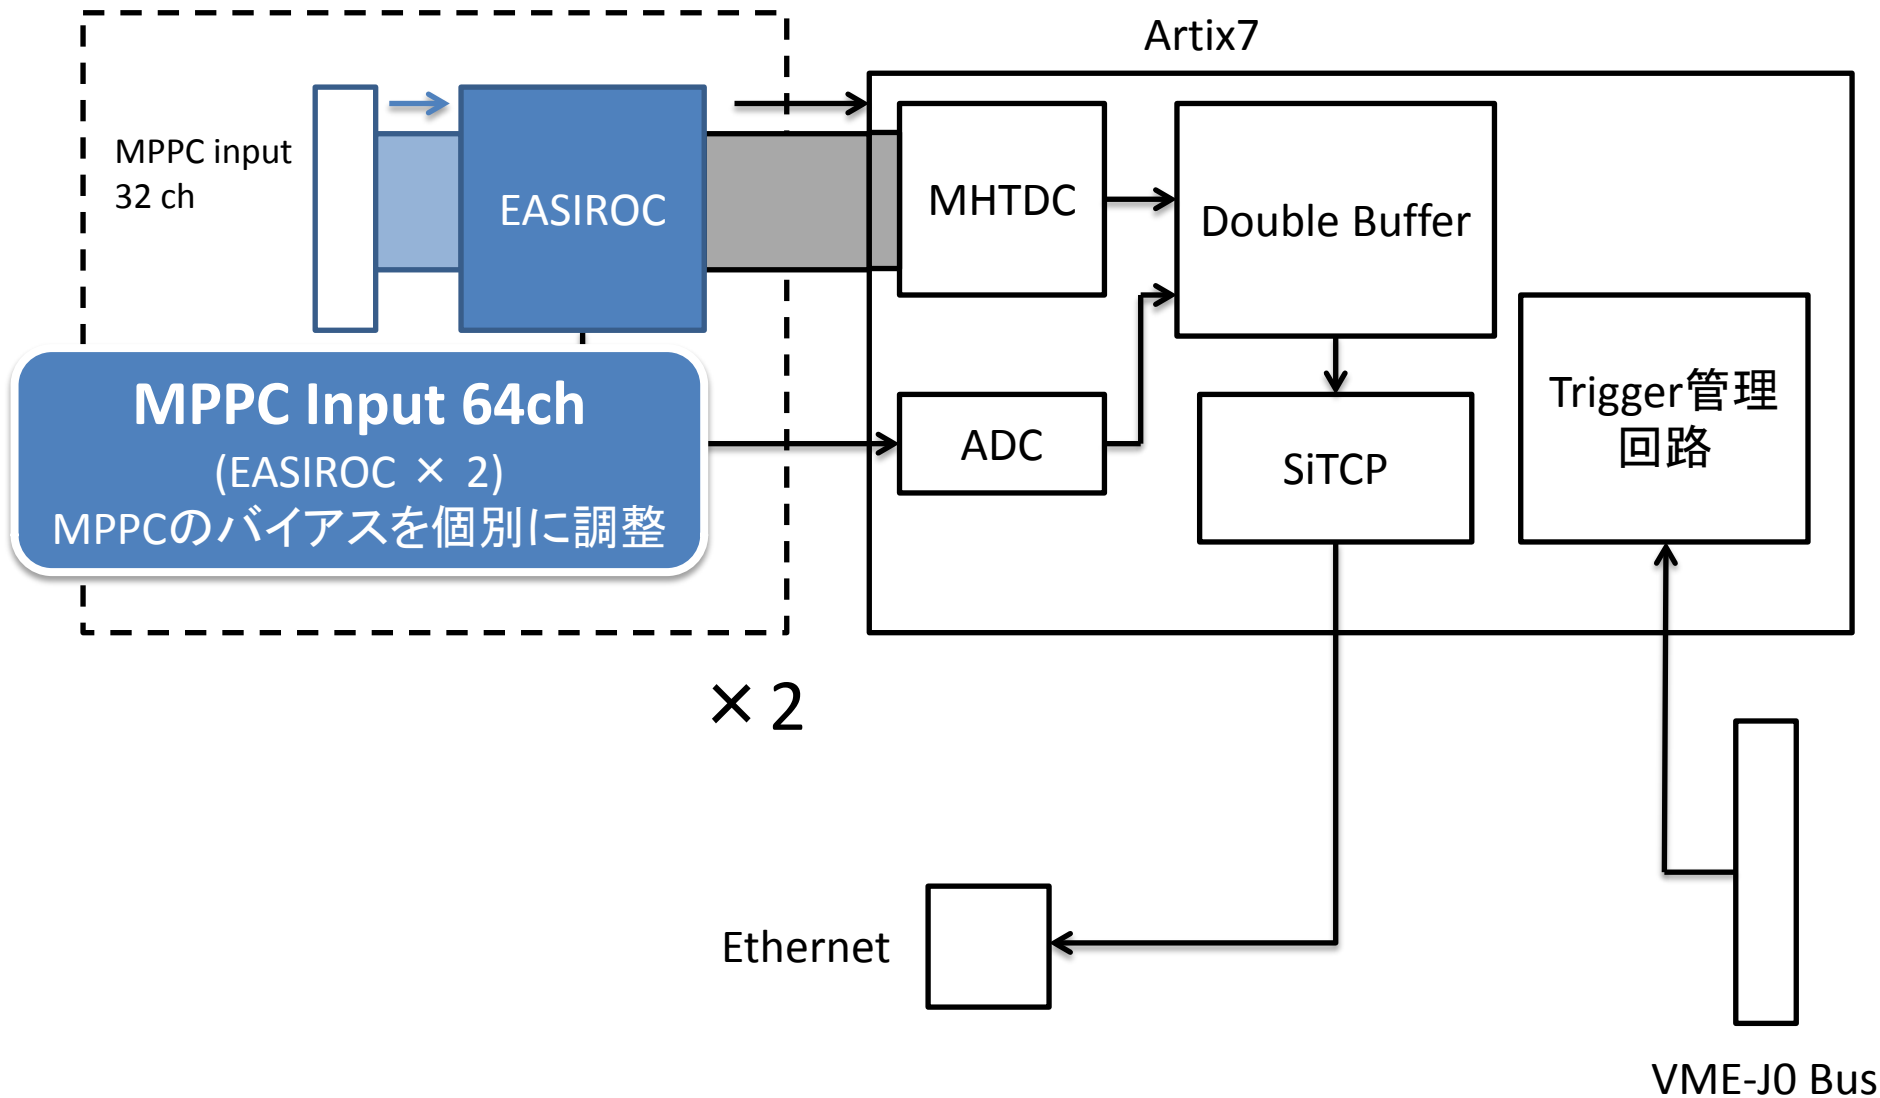 Artix7
MPPC input
32 ch
EASIROC
MHTDC
Double Buffer
MPPC Input 64ch
(EASIROC × 2)
MPPCのバイアスを個別に調整
ADC
SiTCP
Trigger管理
回路
×2
Ethernet
VME-J0 Bus